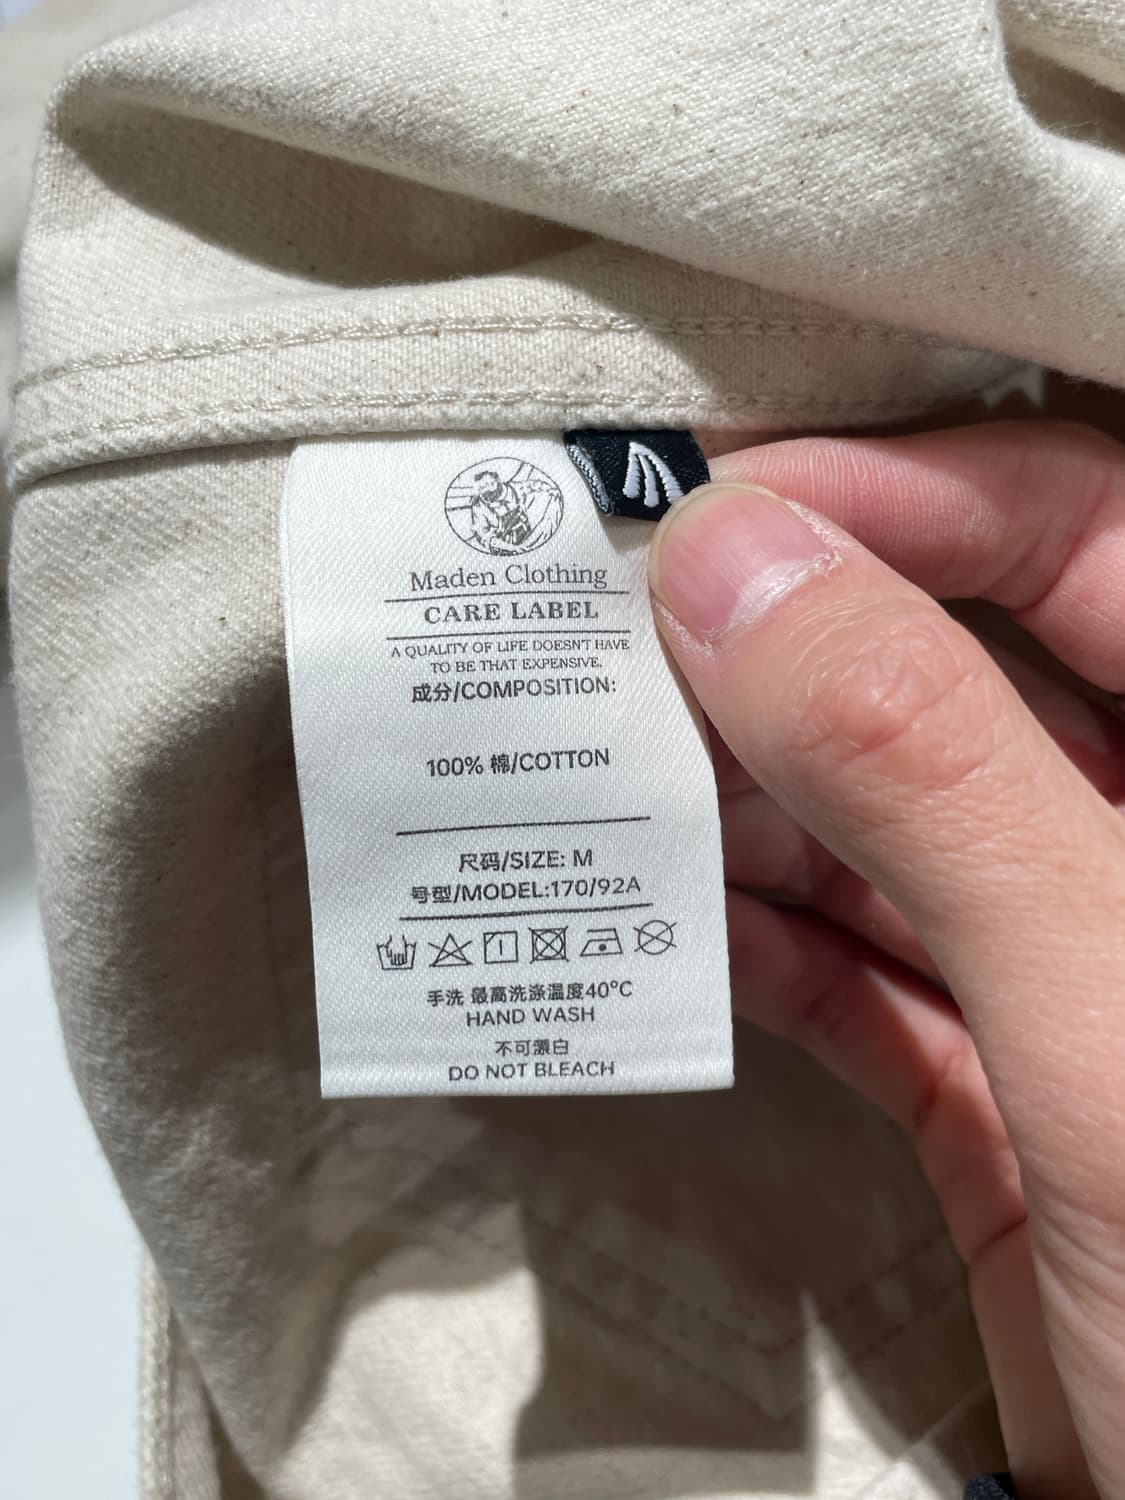 Maden Clothing
CARE LABEL
A QUALITY OF LIFE DOESN'T HAVE
TO BE THAT EXPENSIVE.
成分/COMPOSITION:
100% 棉/COTTON
尺码/SIZE: M
号型/MODEL:170/92A
手洗 最高洗涤温度40°C
HAND WASH
不可漂白
DO NOT BLEACH